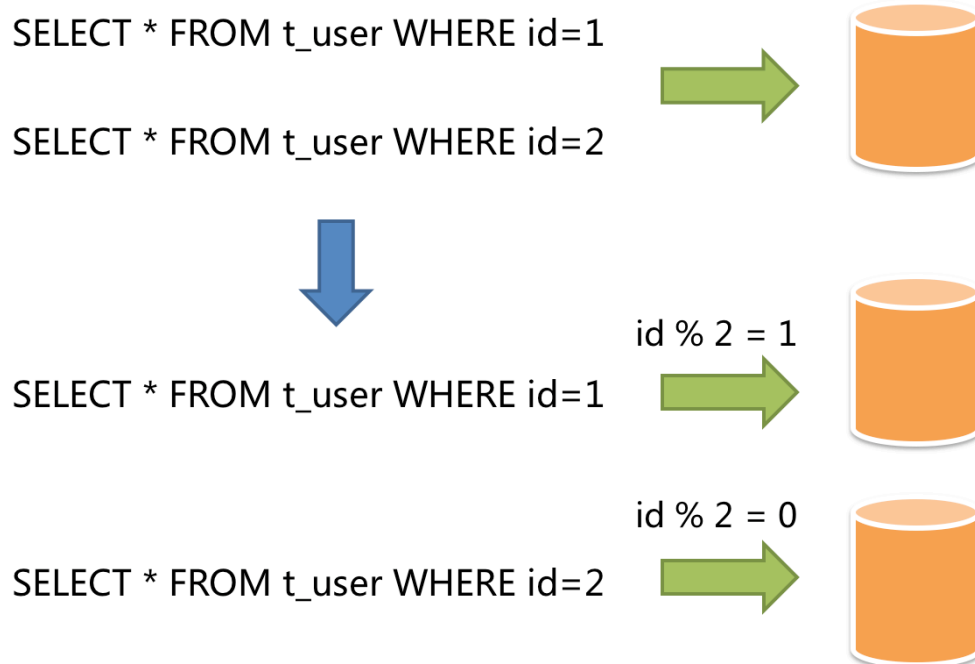 SELECT * FROM t_user WHERE id=1
SELECT * FROM t_user WHERE id=2
id % 2 = 1
SELECT * FROM t_user WHERE id=1
id % 2 = 0
SELECT * FROM t_user WHERE id=2